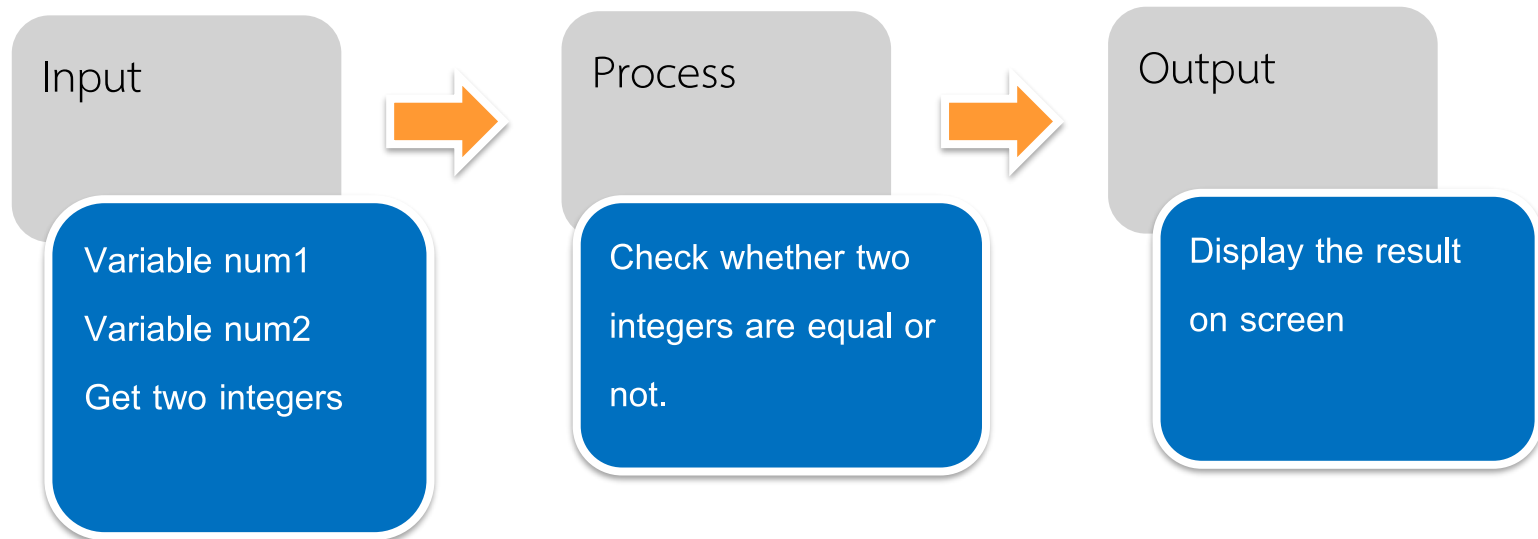 Input
Variable num1
Variable num2
Get two integers
Process
Check whether two
integers are equal or
not.
Output
Display the result
on screen